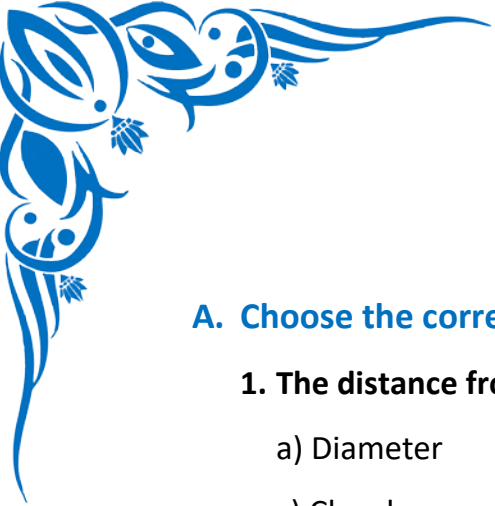 A. Choose the corre
1. The distance fro
a) Diameter